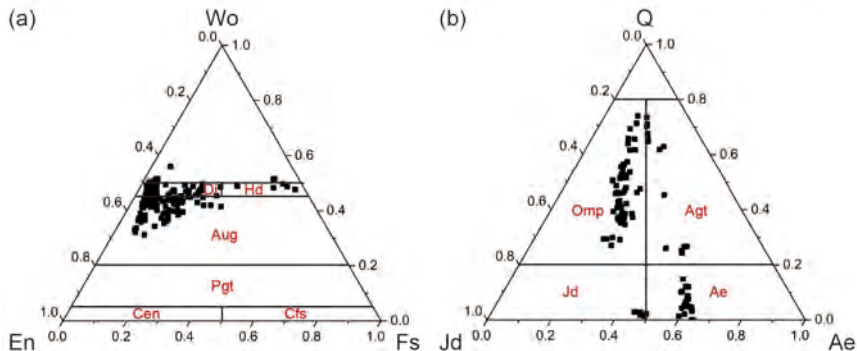 (a) Wo (b) Q
0.0 1.0 0.0 1.0
0.2 0.8 0.2 0.8
0.4 0.6 0.4 0.6
Di Hd
0.6 0.4 Omp Agt 0.6 0.4
Aug
0.8 0.2 0.8 0.2
Pgt Jd Ae
1.0 Cen Cfs 0.0 1.0 0.0
En 0.0 0.2 0.4 0.6 0.8 1.0 Fs Jd 0.0 0.2 0.4 0.6 0.8 1.0 Ae